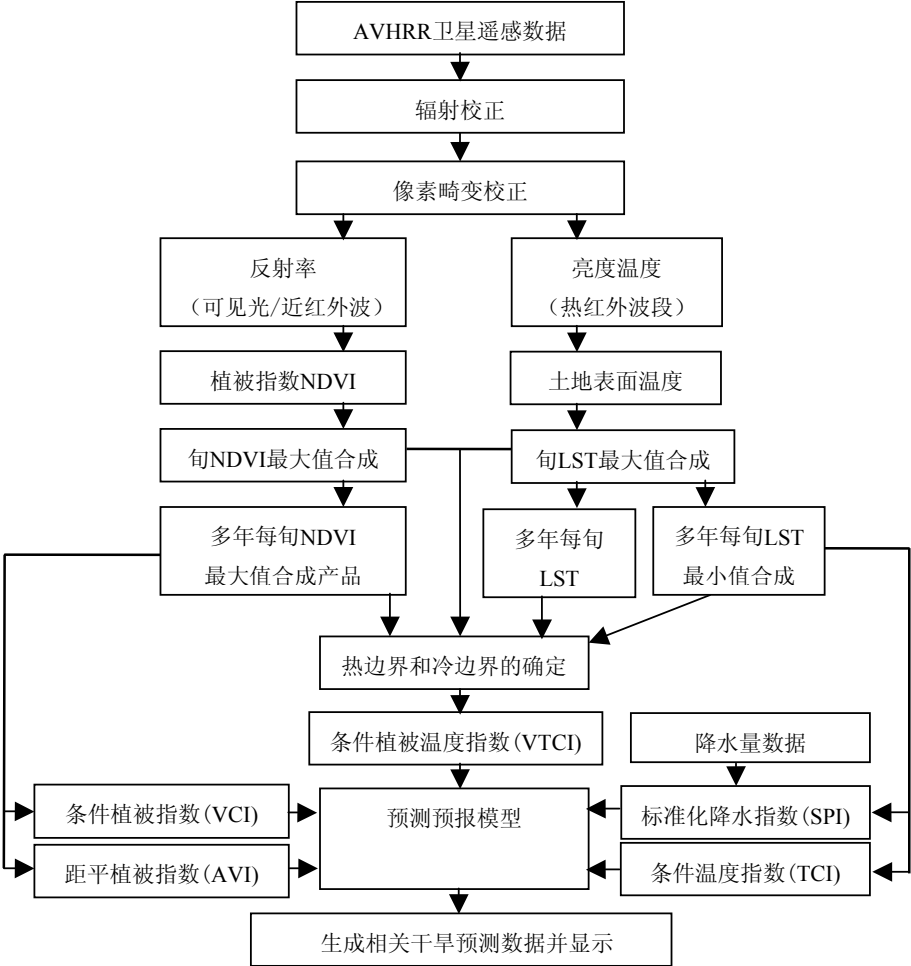 AVHRR卫星遥感数据
辐射校正
像素畸变校正
反射率
（可见光/近红外波）
亮度温度
（热红外波段）
植被指数NDVI
土地表面温度
旬NDVI最大值合成
旬LST最大值合成
多年每旬NDVI
最大值合成产品
多年每旬
LST
多年每旬LST
最小值合成
热边界和冷边界的确定
条件植被温度指数(VTCI)
降水量数据
条件植被指数(VCI)
预测预报模型
标准化降水指数(SPI)
距平植被指数(AVI)
条件温度指数(TCI)
生成相关干旱预测数据并显示